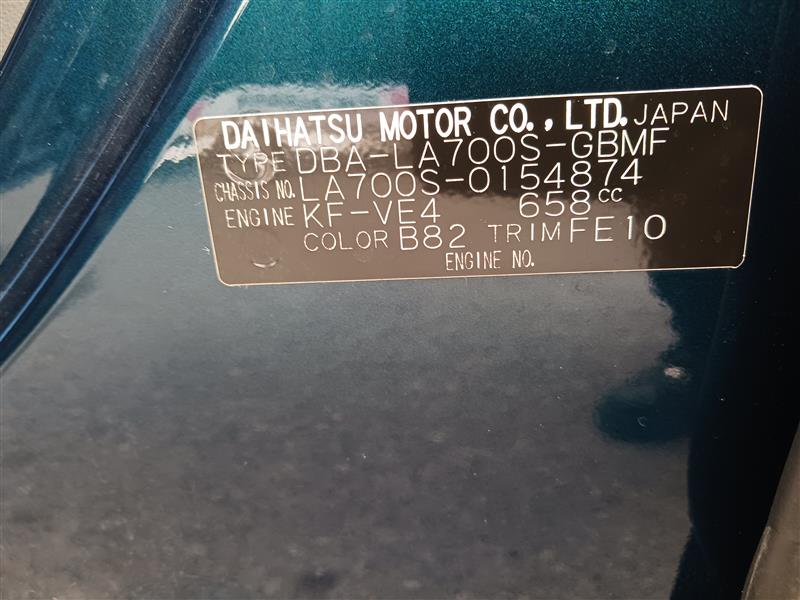 DAIHATSU MOTOR CO., LTD. JAPAN
TYPE DBA-LA700S-GBMF
CHASSIS NO. LA700S-0154874
ENGINE KF-VE4 658cc
COLOR B82 TRIM FE10
ENGINE NO.